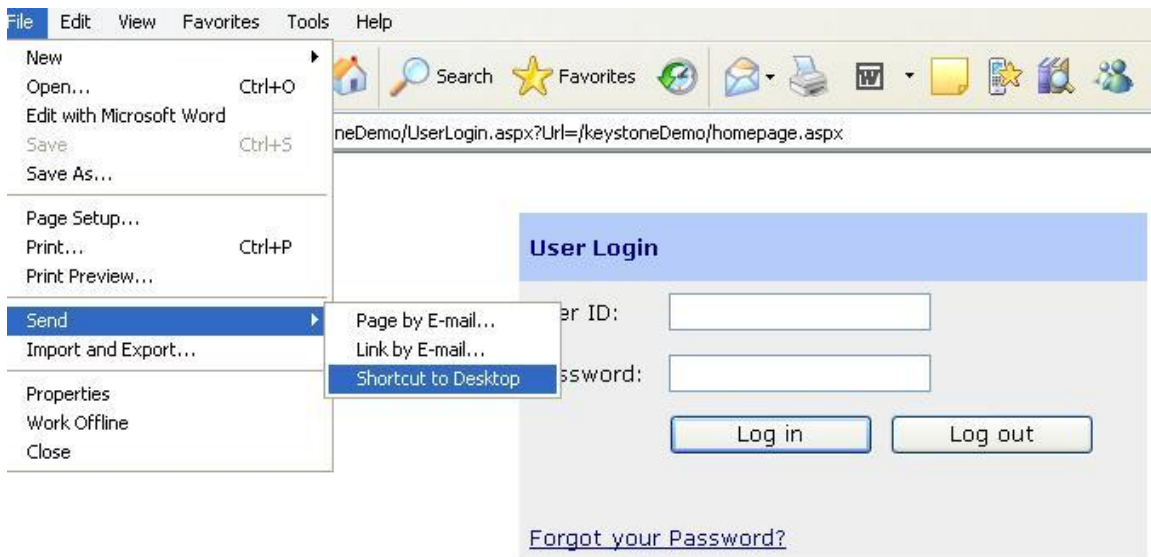 File Edit View Favorites Tools Help
New
Open... Ctrl+O
Edit with Microsoft Word
Save Ctrl+S
Save As...
Page Setup...
Print... Ctrl+P
Print Preview...
Send
Import and Export...
Properties
Work Offline
Close
Page by E-mail...
Link by E-mail...
Shortcut to Desktop
Search Favorites
W
neDemo/UserLogin.aspx?Url=/keystoneDemo/homepage.aspx
User Login
er ID:
ssword:
Log in Log out
Forgot your Password?